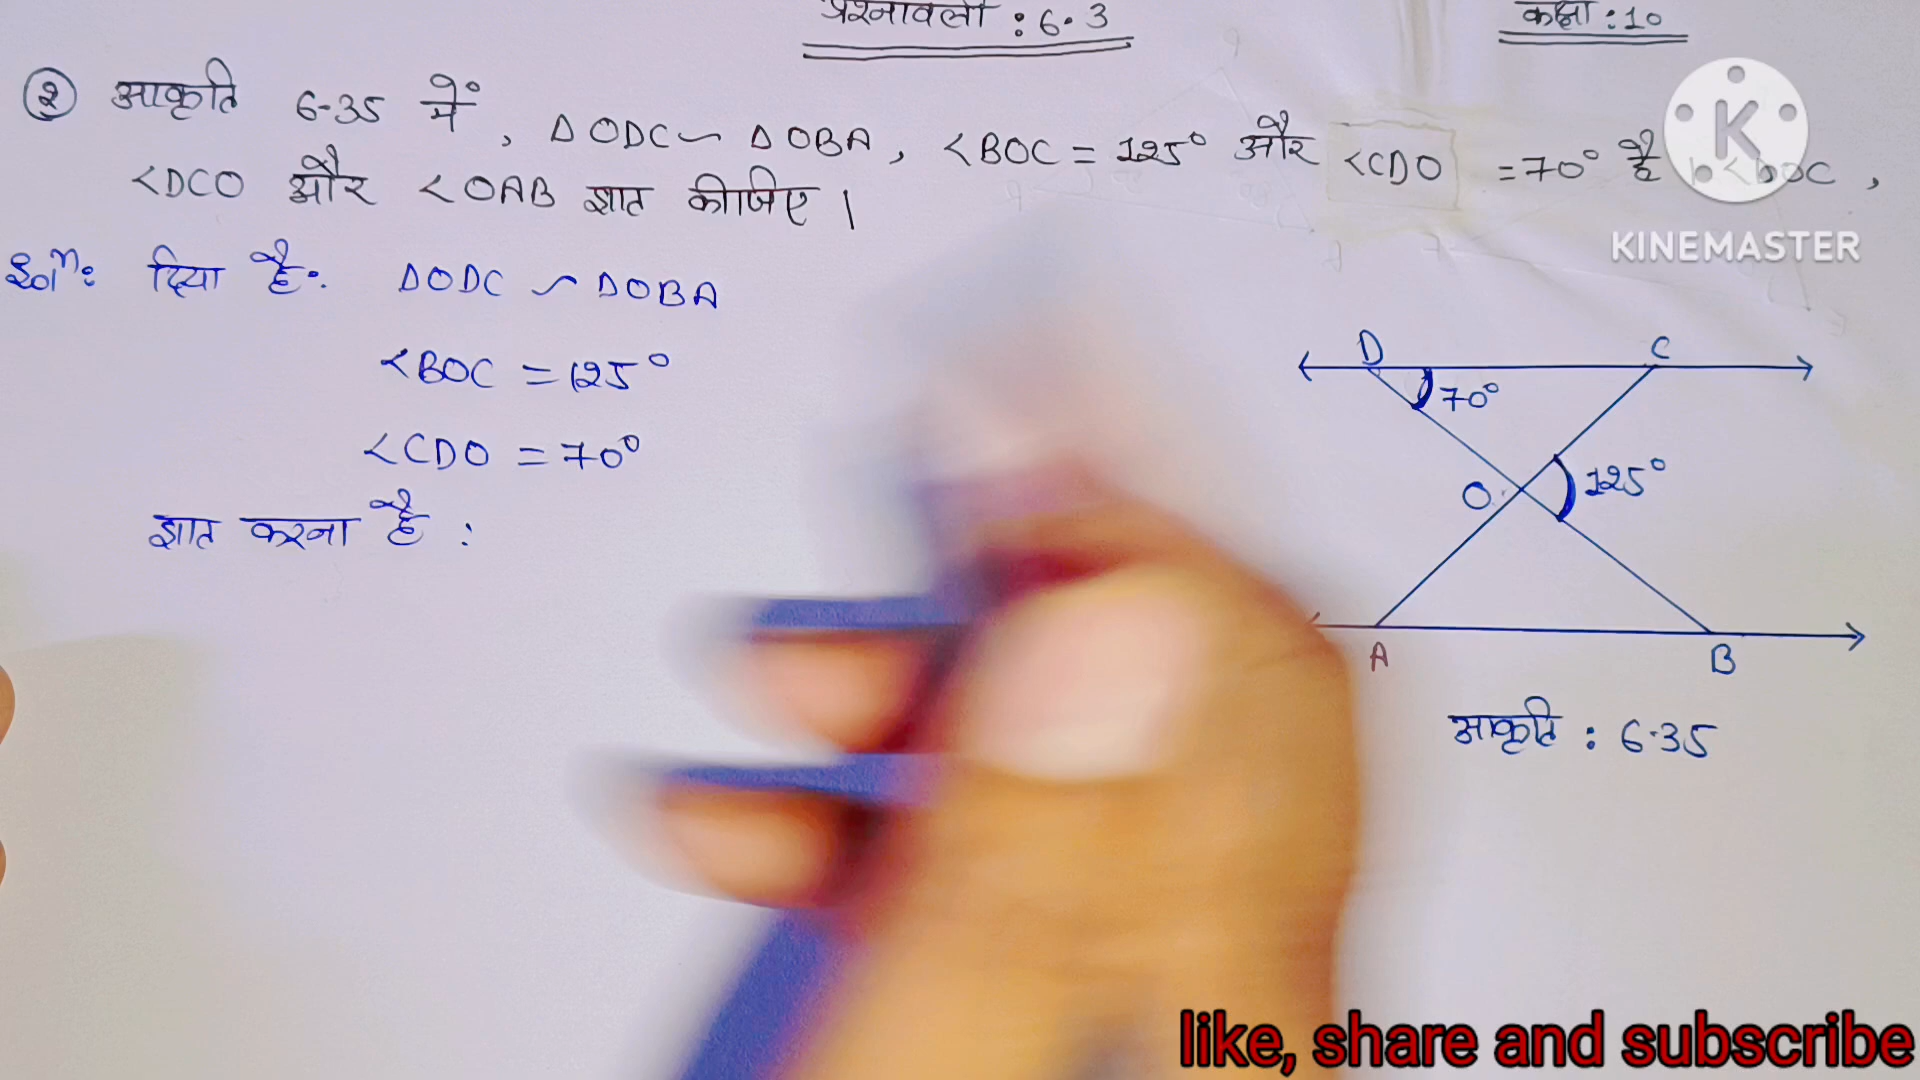 प्रश्नावली : 6.3
कक्षा : 10
② आकृति 6-35 में , ΔODC ~ ΔOBA , <BOC = 125° और <CDO = 70° है <DOC ,
<DCO और <OAB ज्ञात कीजिए |
Solⁿ: दिया है: ΔODC ~ ΔOBA
<BOC = 125°
<CDO = 70°
ज्ञात करना है :
D C
70°
O 125°
A B
आकृति : 6.35
K
KINEMASTER
like, share and subscribe